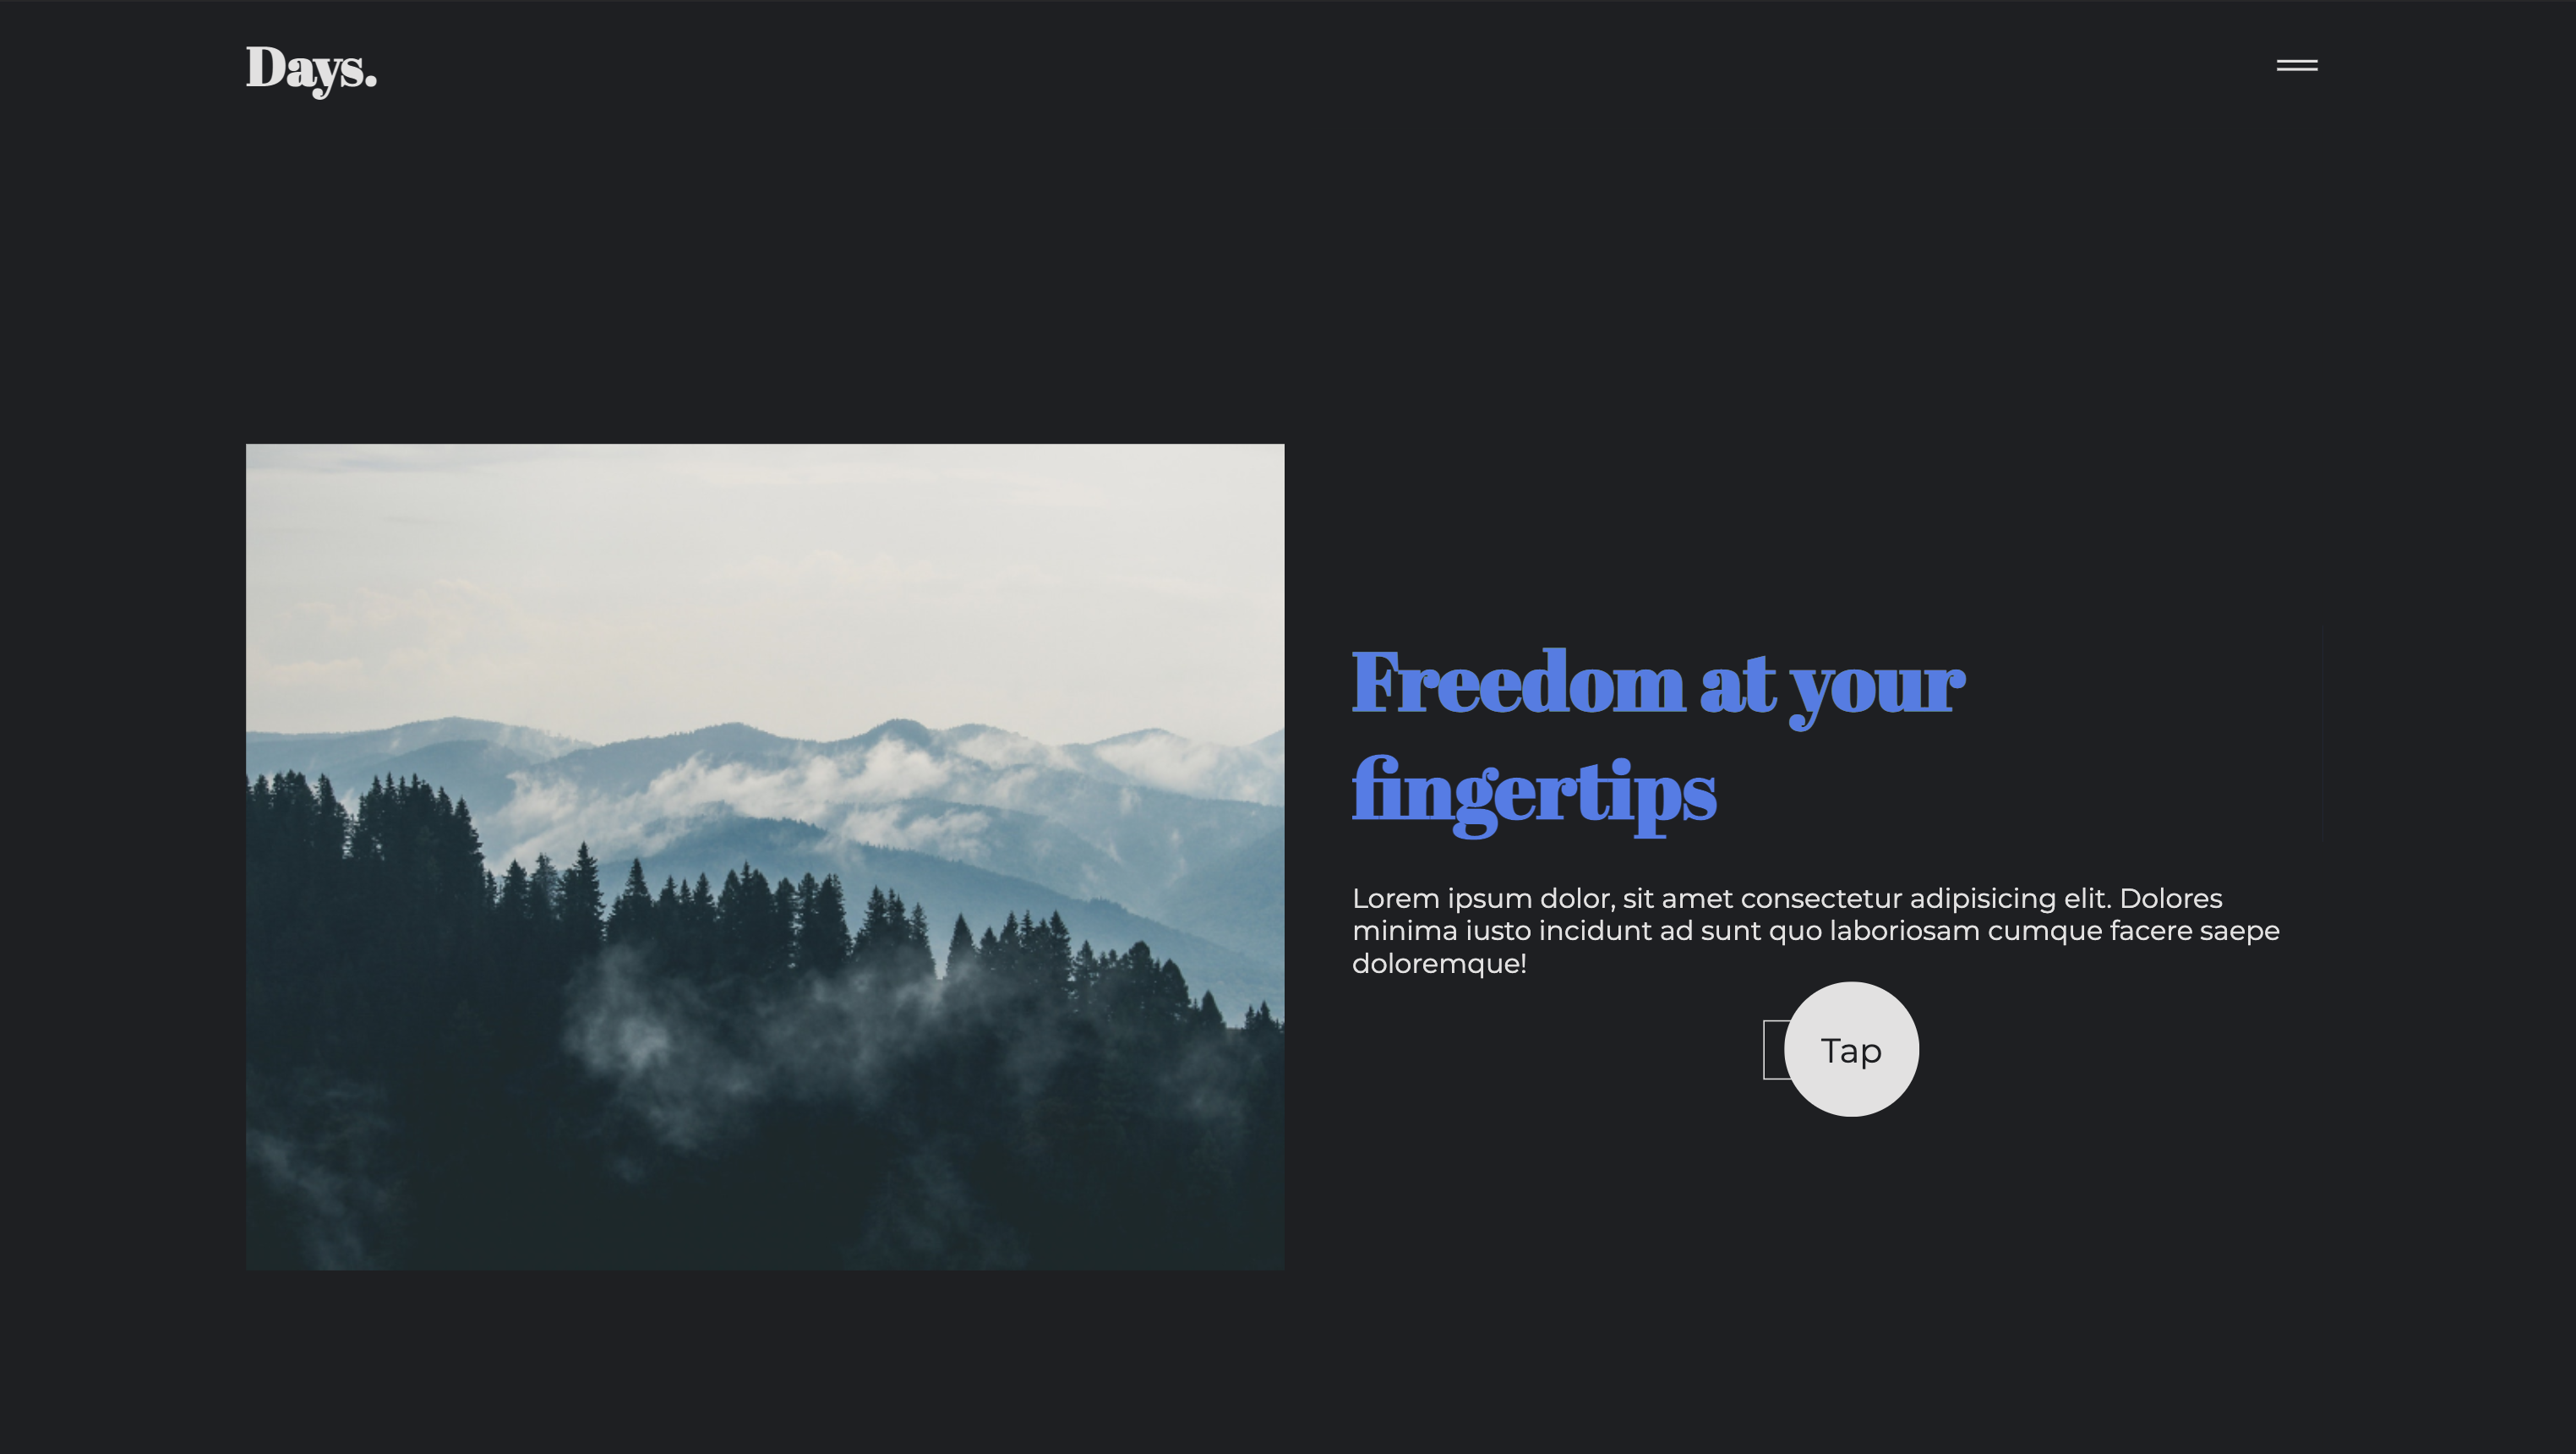 Days.
Freedom at your
fingertips
Lorem ipsum dolor, sit amet consectetur adipisicing elit. Dolores
minima iusto incidunt ad sunt quo laboriosam cumque facere saepe
doloremque!
Tap